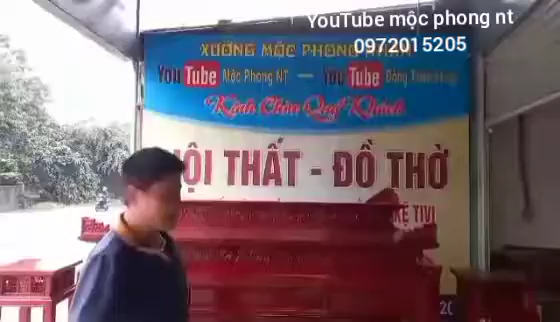 YouTube mộc phong nt
0972015205
XƯỞNG MỘC PHONG
YouTube Mộc Phong NT — YouTube
Kính Chào Quý Khách
NỘI THẤT - ĐỒ THỜ
KỆ TIVI